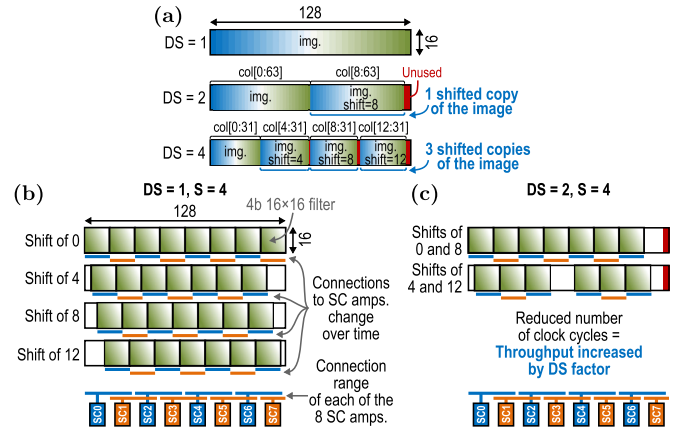 (a)
128
DS = 1
img.
16
col[0:63]
col[8:63]
Unused
DS = 2
img.
img.
shift=8
1 shifted copy
of the image
col[0:31]
col[4:31]
col[8:31]
col[12:31]
DS = 4
img.
img.
shift=4
img.
shift=8
img.
shift=12
3 shifted copies
of the image
(b)
DS = 1, S = 4
128
4b 16×16 filter
16
Shift of 0
Shift of 4
Shift of 8
Shift of 12
Connections
to SC amps.
change
over time
Connection
range
of each of the
8 SC amps.
SC0
SC1
SC2
SC3
SC4
SC5
SC6
SC7
(c)
DS = 2, S = 4
Shifts of
0 and 8
Shifts of
4 and 12
Reduced number
of clock cycles =
Throughput increased
by DS factor
SC0
SC1
SC2
SC3
SC4
SC5
SC6
SC7